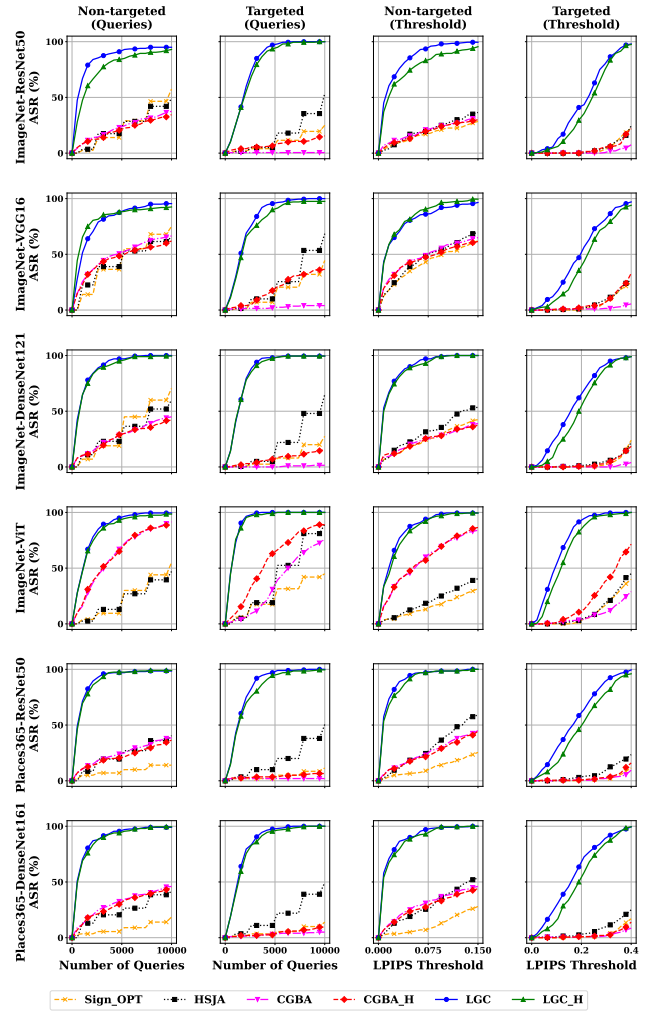 Non-targeted
(Queries)
Targeted
(Queries)
Non-targeted
(Threshold)
Targeted
(Threshold)
ImageNet-ResNet50
ASR (%)
100
50
0
ImageNet-VGG16
ASR (%)
100
50
0
ImageNet-DenseNet121
ASR (%)
100
50
0
ImageNet-ViT
ASR (%)
100
50
0
Places365-ResNet50
ASR (%)
100
50
0
Places365-DenseNet161
ASR (%)
100
50
0
0 5000 10000
0 5000 10000
0.000 0.075 0.150
0.0 0.2 0.4
Number of Queries
Number of Queries
LPIPS Threshold
LPIPS Threshold
Sign_OPT HSJA CGBA CGBA_H LGC LGC_H